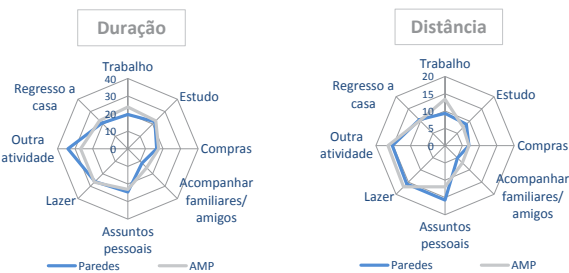 Duração
Trabalho
40
30
20
10
0
Estudo
Compras
Acompanhar
familiares/
amigos
Assuntos
pessoais
Lazer
Outra
atividade
Regresso a
casa
Paredes
AMP
Distância
Trabalho
20
15
10
5
0
Estudo
Compras
Acompanhar
familiares/
amigos
Assuntos
pessoais
Lazer
Outra
atividade
Regresso a
casa
Paredes
AMP